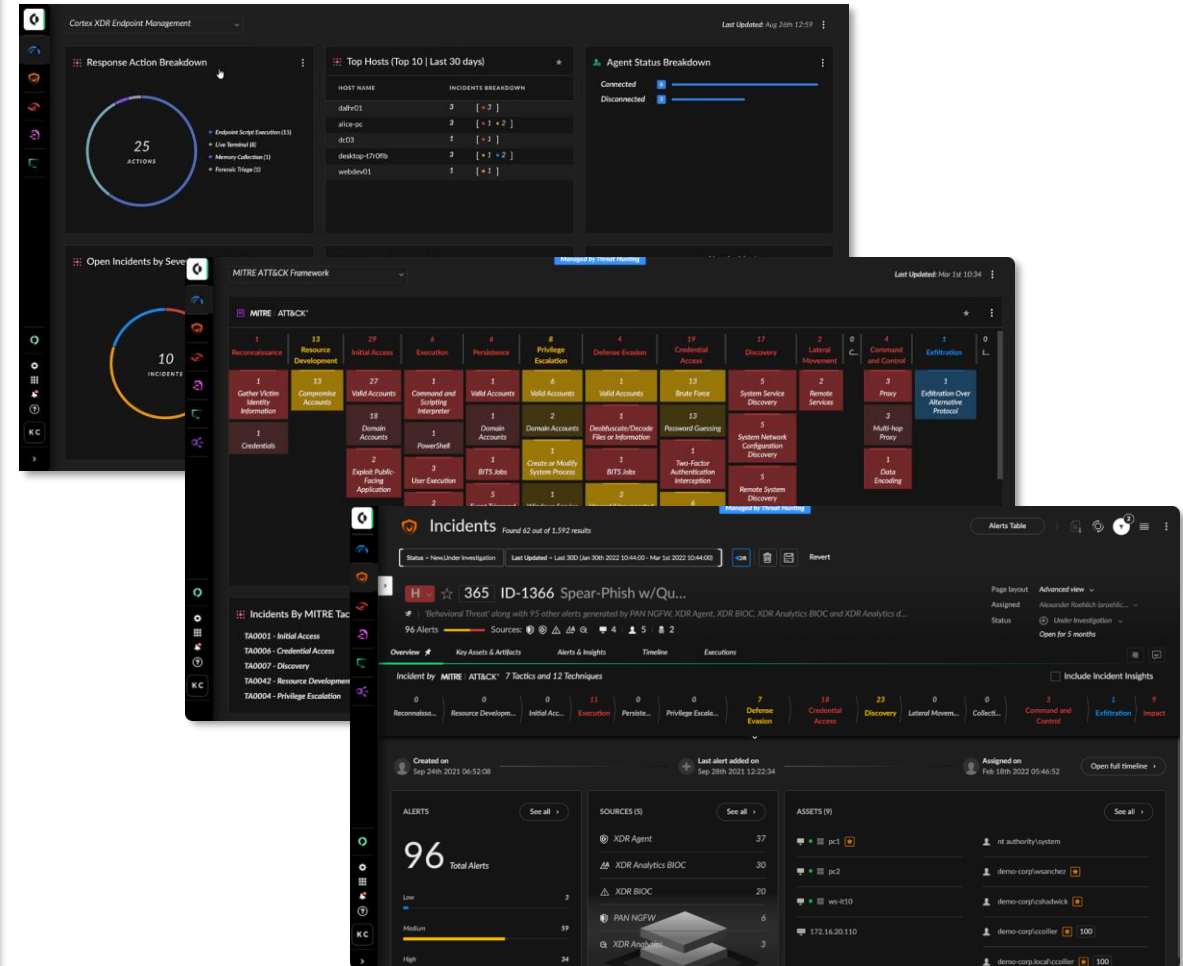 Cortex XDR Endpoint Management
Last Updated: Aug 26th 12:59
Response Action Breakdown
25
ACTIONS
Endpoint Script Execution (15)
Live Terminal (8)
Memory Collection (1)
Forensic Triage (1)
Top Hosts (Top 10 | Last 30 days)
HOST NAME INCIDENTS BREAKDOWN
dalhr01 3 [ 3 ]
alice-pc 3 [ 1 2 ]
dc03 1 [ 1 ]
desktop-t7r0flb 3 [ 1 2 ]
webdev01 1 [ 1 ]
Agent Status Breakdown
Connected
Disconnected
Open Incidents by Seve
10
INCIDENTS
KC
Managed by Threat Hunting
MITRE ATT&CK Framework
Last Updated: Mar 1st 10:34
MITRE | ATT&CK®
1 13 29 6 6 8 4 19 17 2 0 4 1 0
Reconnaissance Resource Development Initial Access Execution Persistence Privilege Escalation Defense Evasion Credential Access Discovery Lateral Movement C... Command and Control Exfiltration I...
1 Gather Victim Identity Information
1 Credentials
13 Compromise Accounts
27 Valid Accounts
18 Domain Accounts
2 Exploit Public-Facing Application
1 Command and Scripting Interpreter
1 PowerShell
3 User Execution
2
1 Valid Accounts
1 Domain Accounts
1 BITS Jobs
5
6 Valid Accounts
2 Domain Accounts
1 Create or Modify System Process
1
1 Valid Accounts
1 Deobfuscate/Decode Files or Information
1 BITS Jobs
3
13 Brute Force
13 Password Guessing
1 Two-Factor Authentication Interception
6
5 System Service Discovery
5 System Network Configuration Discovery
5 Remote System Discovery
2 Remote Services
3 Proxy
3 Multi-hop Proxy
1 Data Encoding
1 Exfiltration Over Alternative Protocol
Incidents By MITRE Tac
TA0001 - Initial Access
TA0006 - Credential Access
TA0007 - Discovery
TA0042 - Resource Developmen
TA0004 - Privilege Escalation
KC
Managed by Threat Hunting
Incidents Found 62 out of 1,592 results
Alerts Table
2
Status = New,Under Investigation
Last Updated = Last 30D (Jan 30th 2022 10:44:00 - Mar 1st 2022 10:44:00)
Revert
H 365 ID-1366 Spear-Phish w/Qu...
'Behavioral Threat' along with 95 other alerts generated by PAN NGFW, XDR Agent, XDR BIOC, XDR Analytics BIOC and XDR Analytics d...
96 Alerts Sources: 4 5 2
Page layout Advanced view
Assigned
Status Under Investigation
Open for 5 months
Overview Key Assets & Artifacts Alerts & Insights Timeline Executions
Incident by MITRE | ATT&CK® 7 Tactics and 12 Techniques
Include Incident Insights
0 0 0 11 0 0 7 18 23 0 0 3 1 9
Reconnaissa... Resource Developm... Initial Acc... Execution Persiste... Privilege Escala... Defense Evasion Credential Access Discovery Lateral Movem... Collecti... Command and Control Exfiltration Impact
Created on
Sep 24th 2021 06:52:08
Last alert added on
Sep 28th 2021 12:22:34
Assigned on
Feb 18th 2022 05:46:52
Open full timeline
ALERTS
See all
96 Total Alerts
Low 3
Medium 59
High 34
SOURCES (5)
See all
XDR Agent 37
XDR Analytics BIOC 30
XDR BIOC 20
PAN NGFW 6
XDR Analytics 3
ASSETS (9)
See all
pc1
pc2
ws-it10
172.16.20.110
nt authority\system
demo-corp\wsanchez
demo-corp\cshadwick
demo-corp\ccollier 100
demo-corp.local\ccollier 100
KC